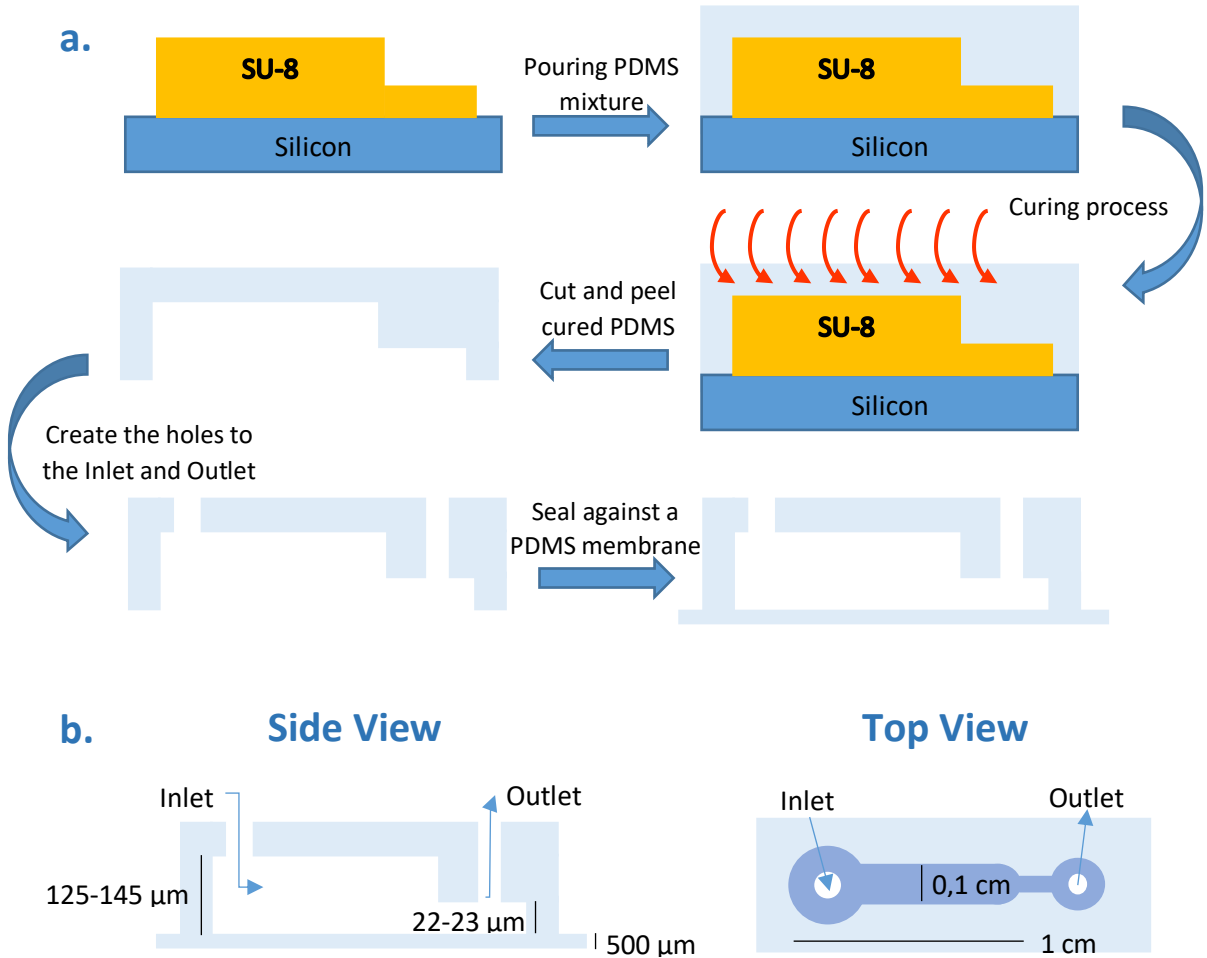 a.
SU-8
Silicon
Pouring PDMS
mixture
SU-8
Silicon
Curing process
Cut and peel
cured PDMS
SU-8
Silicon
Create the holes to
the Inlet and Outlet
Seal against a
PDMS membrane
b.
Side View
Top View
Inlet
Outlet
125-145 µm
22-23 µm
500 µm
Inlet
Outlet
0,1 cm
1 cm